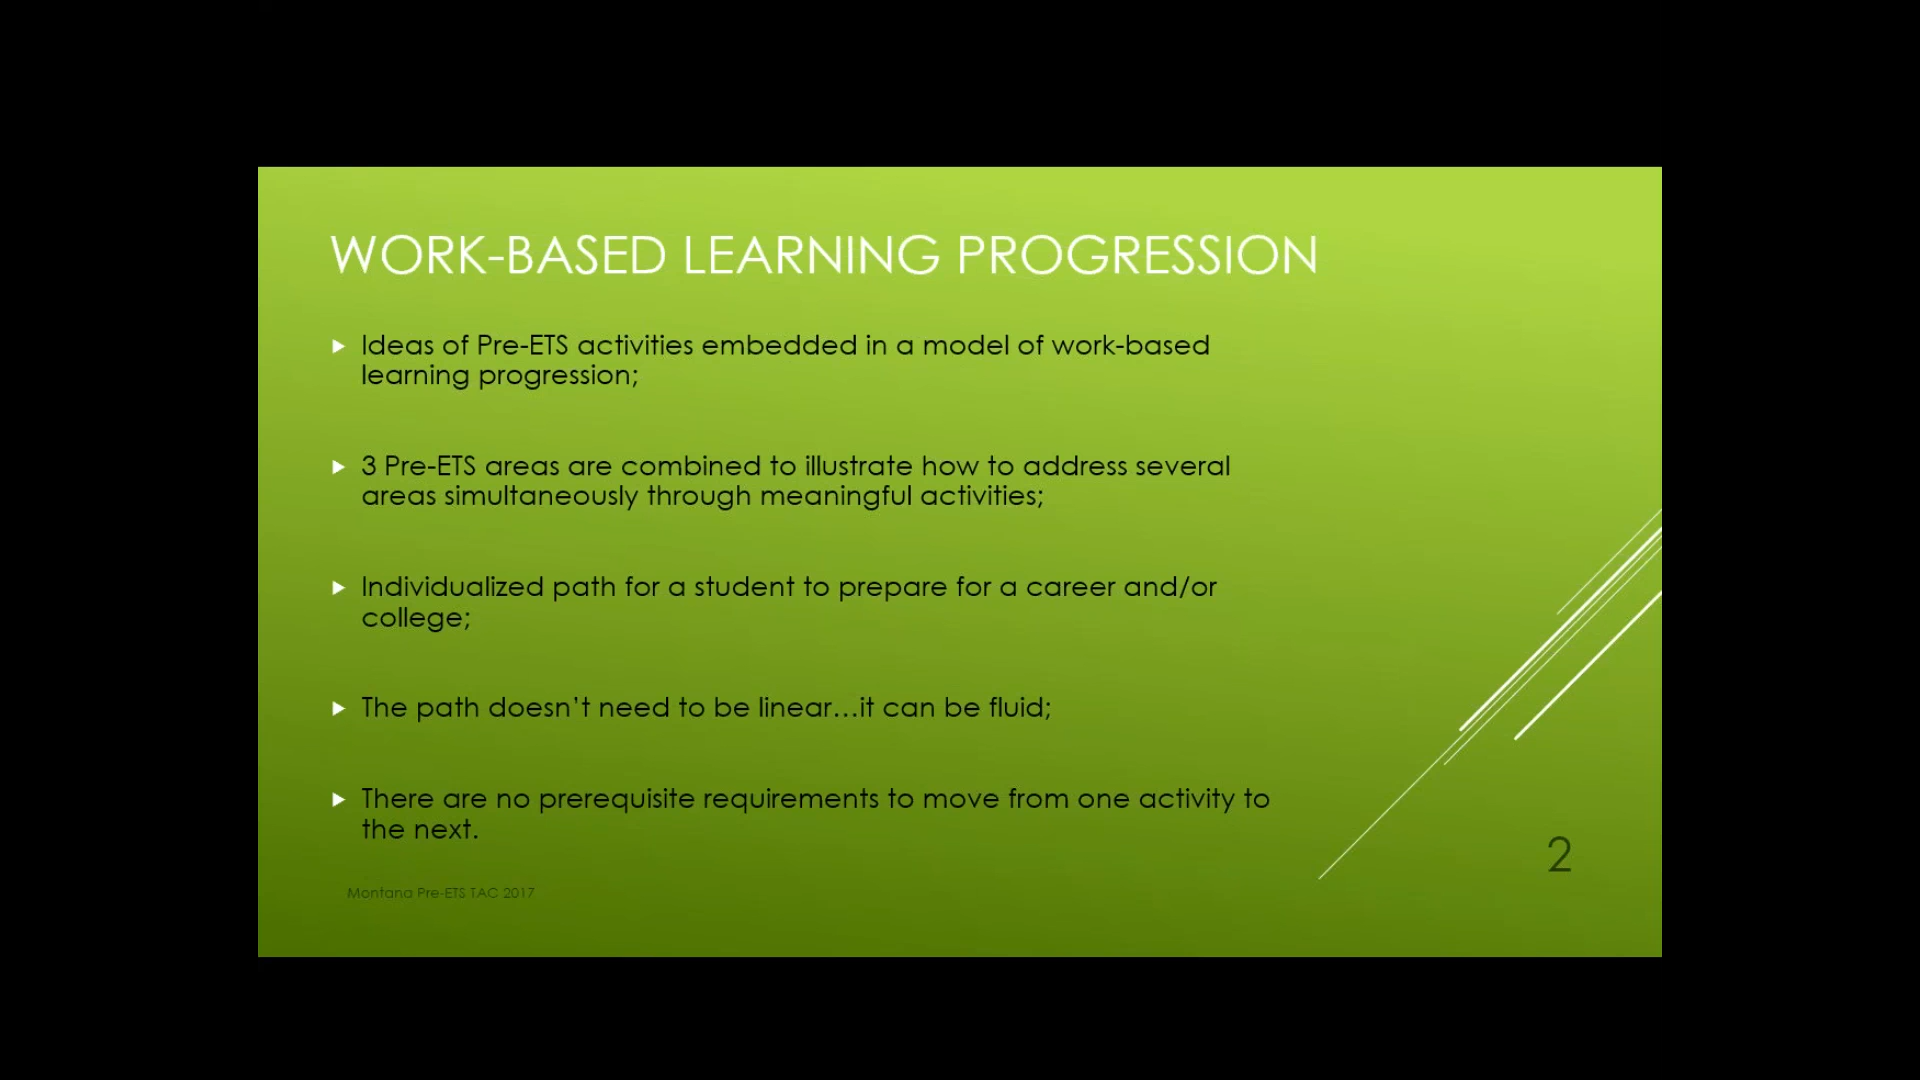 WORK-BASED LEARNING PROGRESSION
Ideas of Pre-ETS activities embedded in a model of work-based
learning progression;
3 Pre-ETS areas are combined to illustrate how to address several
areas simultaneously through meaningful activities;
Individualized path for a student to prepare for a career and/or
college;
The path doesn’t need to be linear…it can be fluid;
There are no prerequisite requirements to move from one activity to
the next.
2
Montana Pre-ETS TAC 2017